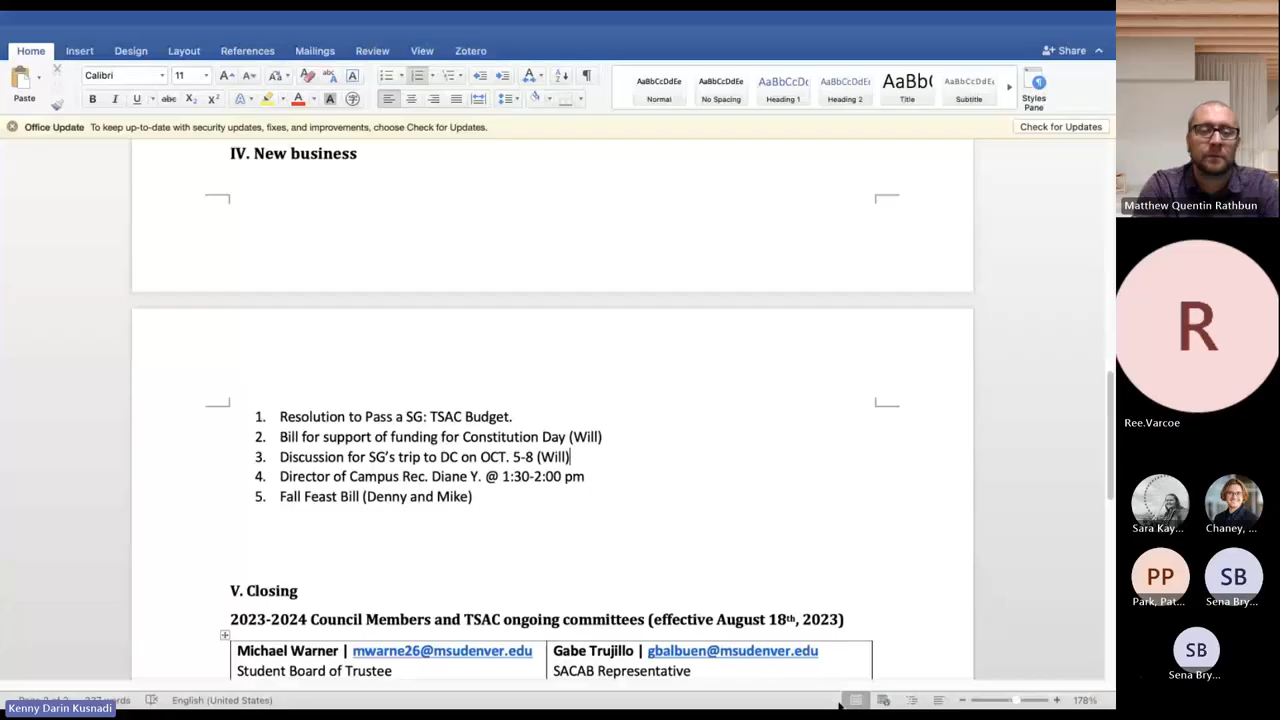 Home Insert Design Layout References Mailings Review View Zotero Share
Paste
Calibri 11
AaBbCcDdEe AaBbCcDdEe AaBbCcDc AaBbCcDdEe AaBb( AaBbCcDdEe
Normal No Spacing Heading 1 Heading 2 Title Subtitle
Styles Pane
Office Update To keep up-to-date with security updates, fixes, and improvements, choose Check for Updates. Check for Updates
IV. New business
1. Resolution to Pass a SG: TSAC Budget.
2. Bill for support of funding for Constitution Day (Will)
3. Discussion for SG's trip to DC on OCT. 5-8 (Will)
4. Director of Campus Rec. Diane Y. @ 1:30-2:00 pm
5. Fall Feast Bill (Denny and Mike)
V. Closing
2023-2024 Council Members and TSAC ongoing committees (effective August 18th, 2023)
Michael Warner | mwarne26@msudenver.edu
Student Board of Trustee
Gabe Trujillo | gbalbuen@msudenver.edu
SACAB Representative
English (United States) 178%
Kenny Darin Kusnadi
Matthew Quentin Rathbun
R
Ree.Varcoe
Sara Kay...
Chaney, ...
PP
Park, Pat...
SB
Sena Bry...
SB
Sena Bry...